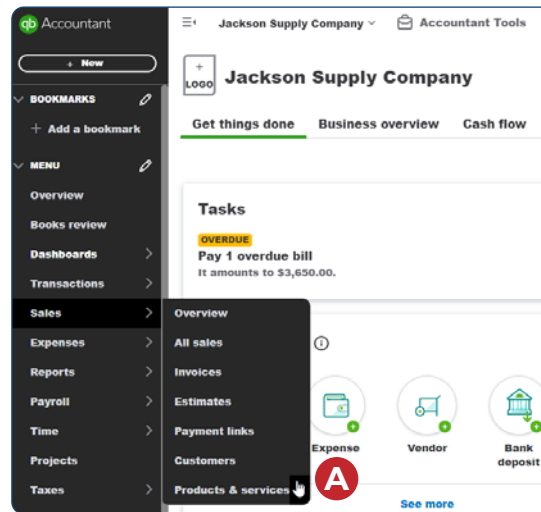 qb Accountant
Jackson Supply Company
Accountant Tools
+ New
+
LOGO
Jackson Supply Company
BOOKMARKS
+ Add a bookmark
Get things done Business overview Cash flow
MENU
Overview
Books review
Dashboards
Transactions
Sales
Expenses
Reports
Payroll
Time
Projects
Taxes
Tasks
OVERDUE
Pay 1 overdue bill
It amounts to $3,650.00.
Overview
All sales
Invoices
Estimates
Payment links
Customers
Products & services
A
Expense
Vendor
Bank
deposit
See more